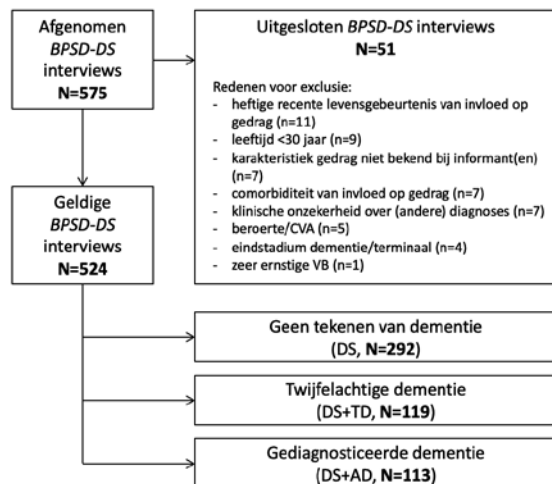 Afgenomen
BPSD-DS
interviews
N=575
Uitgesloten BPSD-DS interviews
N=51
Redenen voor exclusie:
- heftige recente levensgebeurtenis van invloed op
gedrag (n=11)
- leeftijd <30 jaar (n=9)
- karakteristiek gedrag niet bekend bij informant(en)
(n=7)
- comorbiditeit van invloed op gedrag (n=7)
- klinische onzekerheid over (andere) diagnoses (n=7)
- beroerte/CVA (n=5)
- eindstadium dementie/terminaal (n=4)
- zeer ernstige VB (n=1)
Geldige
BPSD-DS
interviews
N=524
Geen tekenen van dementie
(DS, N=292)
Twijfelachtige dementie
(DS+TD, N=119)
Gediagnosticeerde dementie
(DS+AD, N=113)